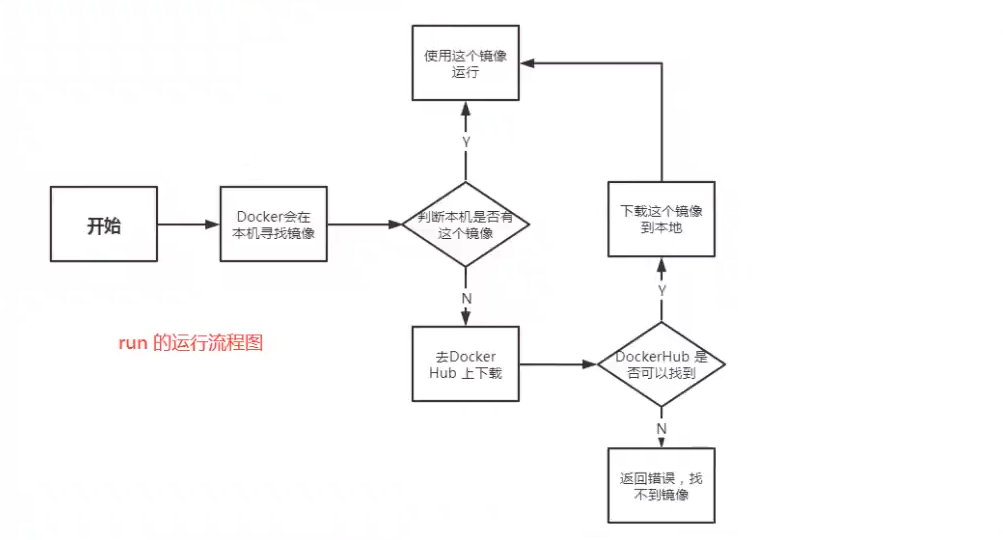 使用这个镜像
运行
Y
开始
Docker会在
本机寻找镜像
判断本机是否有
这个镜像
下载这个镜像
到本地
N
Y
run 的运行流程图
去Docker
Hub 上下载
DockerHub 是
否可以找到
N
返回错误，找
不到镜像